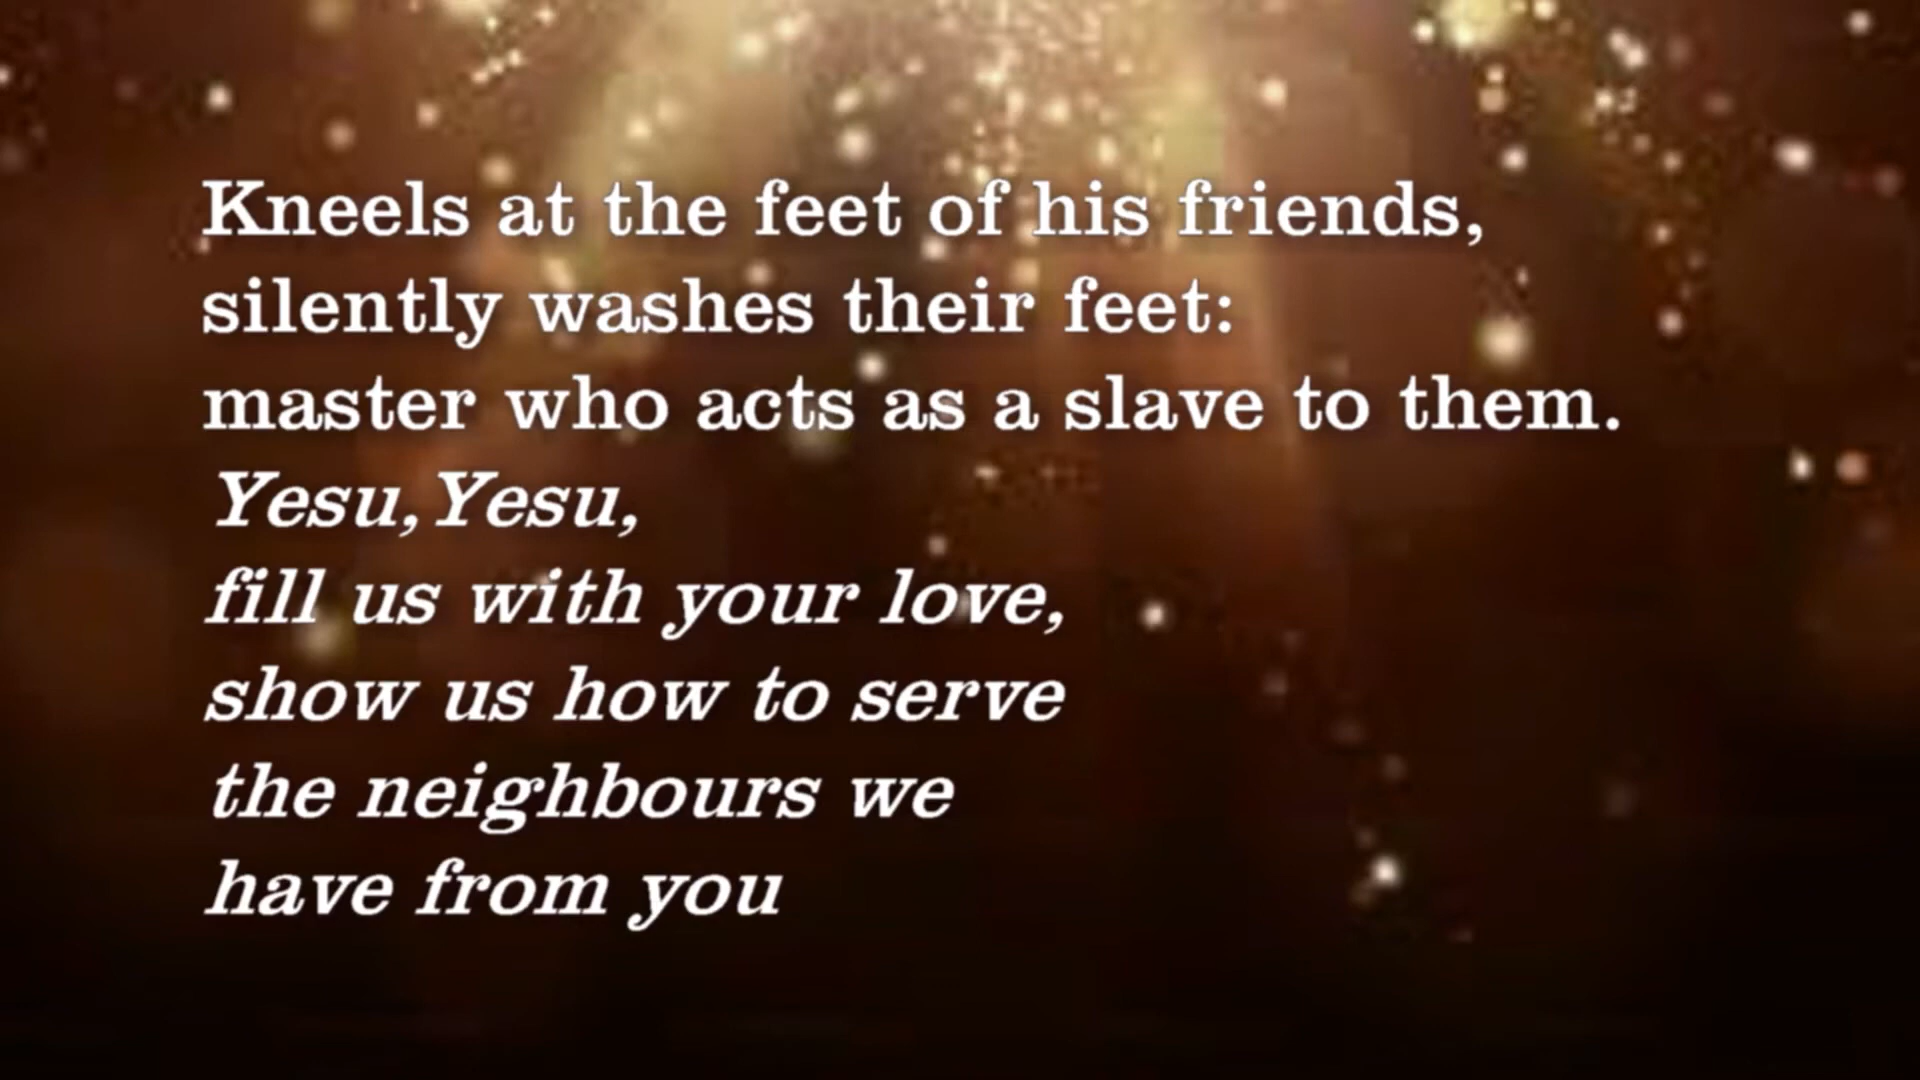 Kneels at the feet of his friends,
silently washes their feet:
master who acts as a slave to them.
Yesu, Yesu,
fill us with your love,
show us how to serve
the neighbours we
have from you